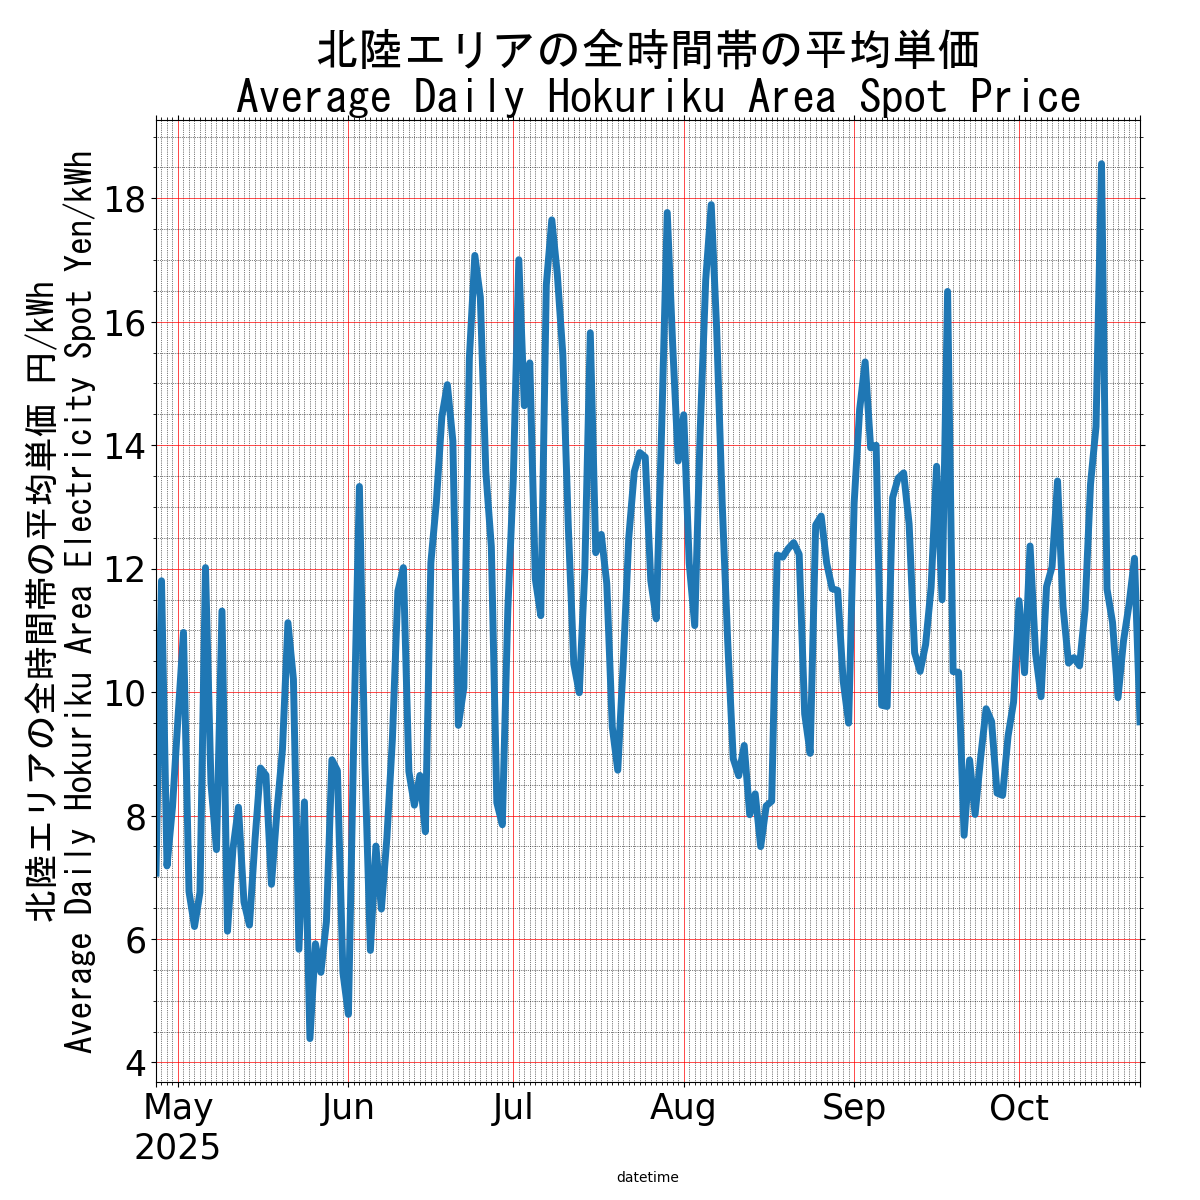 北陸エリアの全時間帯の平均単価
Average Daily Hokuriku Area Spot Price
北陸エリアの全時間帯の平均単価 円/kWh
Average Daily Hokuriku Area Electricity Spot Yen/kWh
18
16
14
12
10
8
6
4
May
Jun
Jul
Aug
Sep
Oct
2025
datetime